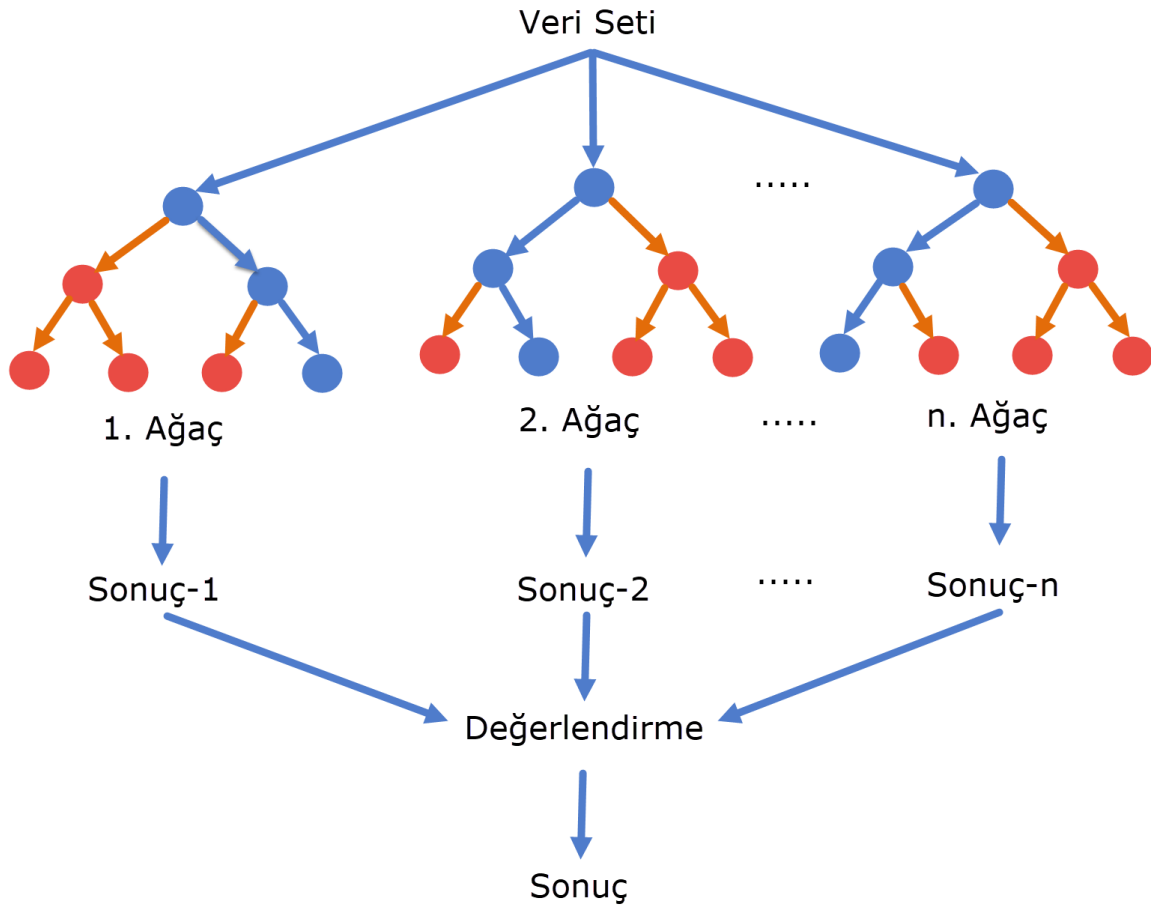 Veri Seti
.....
1. Ağaç
2. Ağaç
.....
n. Ağaç
Sonuç-1
Sonuç-2
.....
Sonuç-n
Değerlendirme
Sonuç